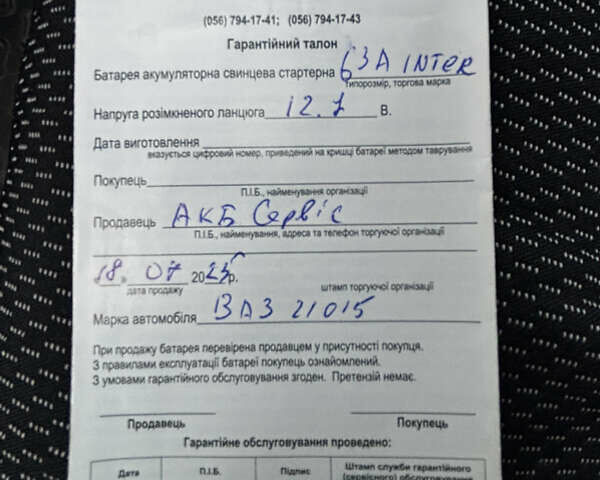 (056) 794-17-41; (056) 794-17-43
Гарантійний талон
Батарея акумуляторна свинцева стартерна 63А INTER
типорозмір, торгова марка
Напруга розімкненого ланцюга 12.7 В.
Дата виготовлення
вказується цифровий номер, приведений на кришці батареї методом таврування
Покупець
П.І.Б., найменування організації
Продавець АКБ Сервіс
П.І.Б., найменування, адреса та телефон торгуючої організації
18. 07 2023р.
дата продажу штамп торгуючої організації
Марка автомобіля ВАЗ 21015
При продажу батарея перевірена продавцем у присутності покупця.
З правилами експлуатації батареї покупець ознайомлений.
З умовами гарантійного обслуговування згоден. Претензій немає.
Продавець Покупець
Гарантійне обслуговування проведено:
Дата П.І.Б. Підпис Штамп служби гарантійного
(сервісного) обслуговування